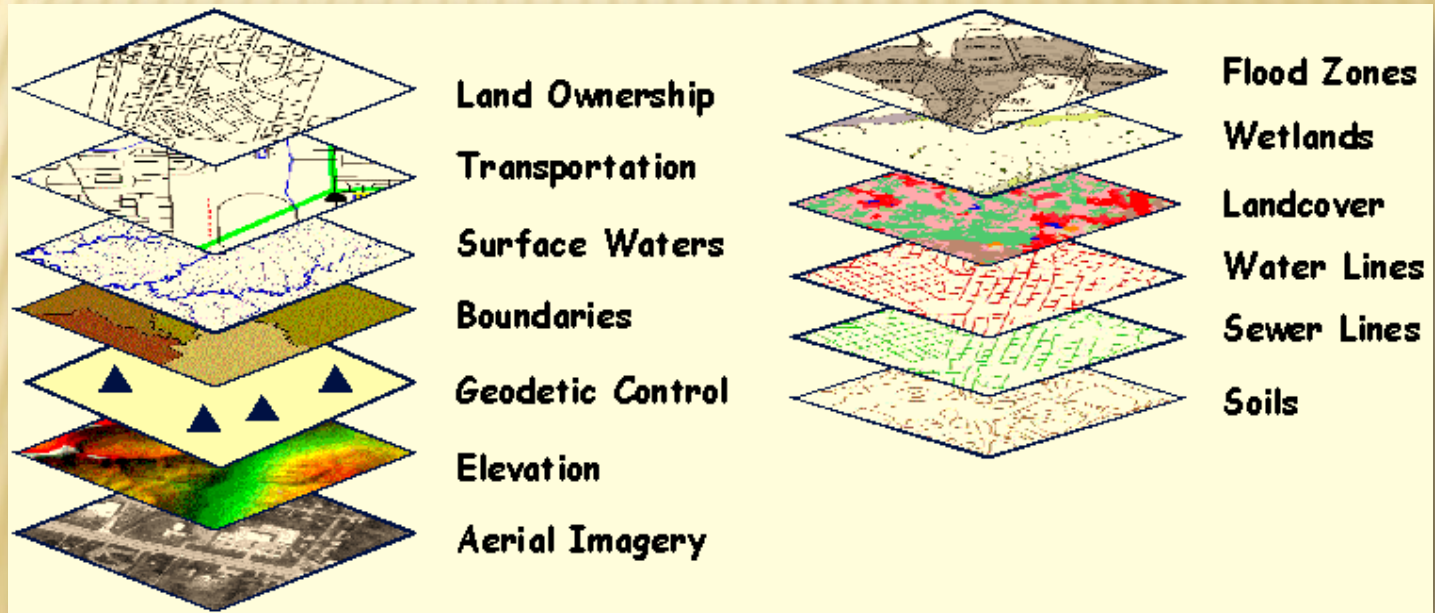 Land Ownership
Transportation
Surface Waters
Boundaries
Geodetic Control
Elevation
Aerial Imagery
Flood Zones
Wetlands
Landcover
Water Lines
Sewer Lines
Soils